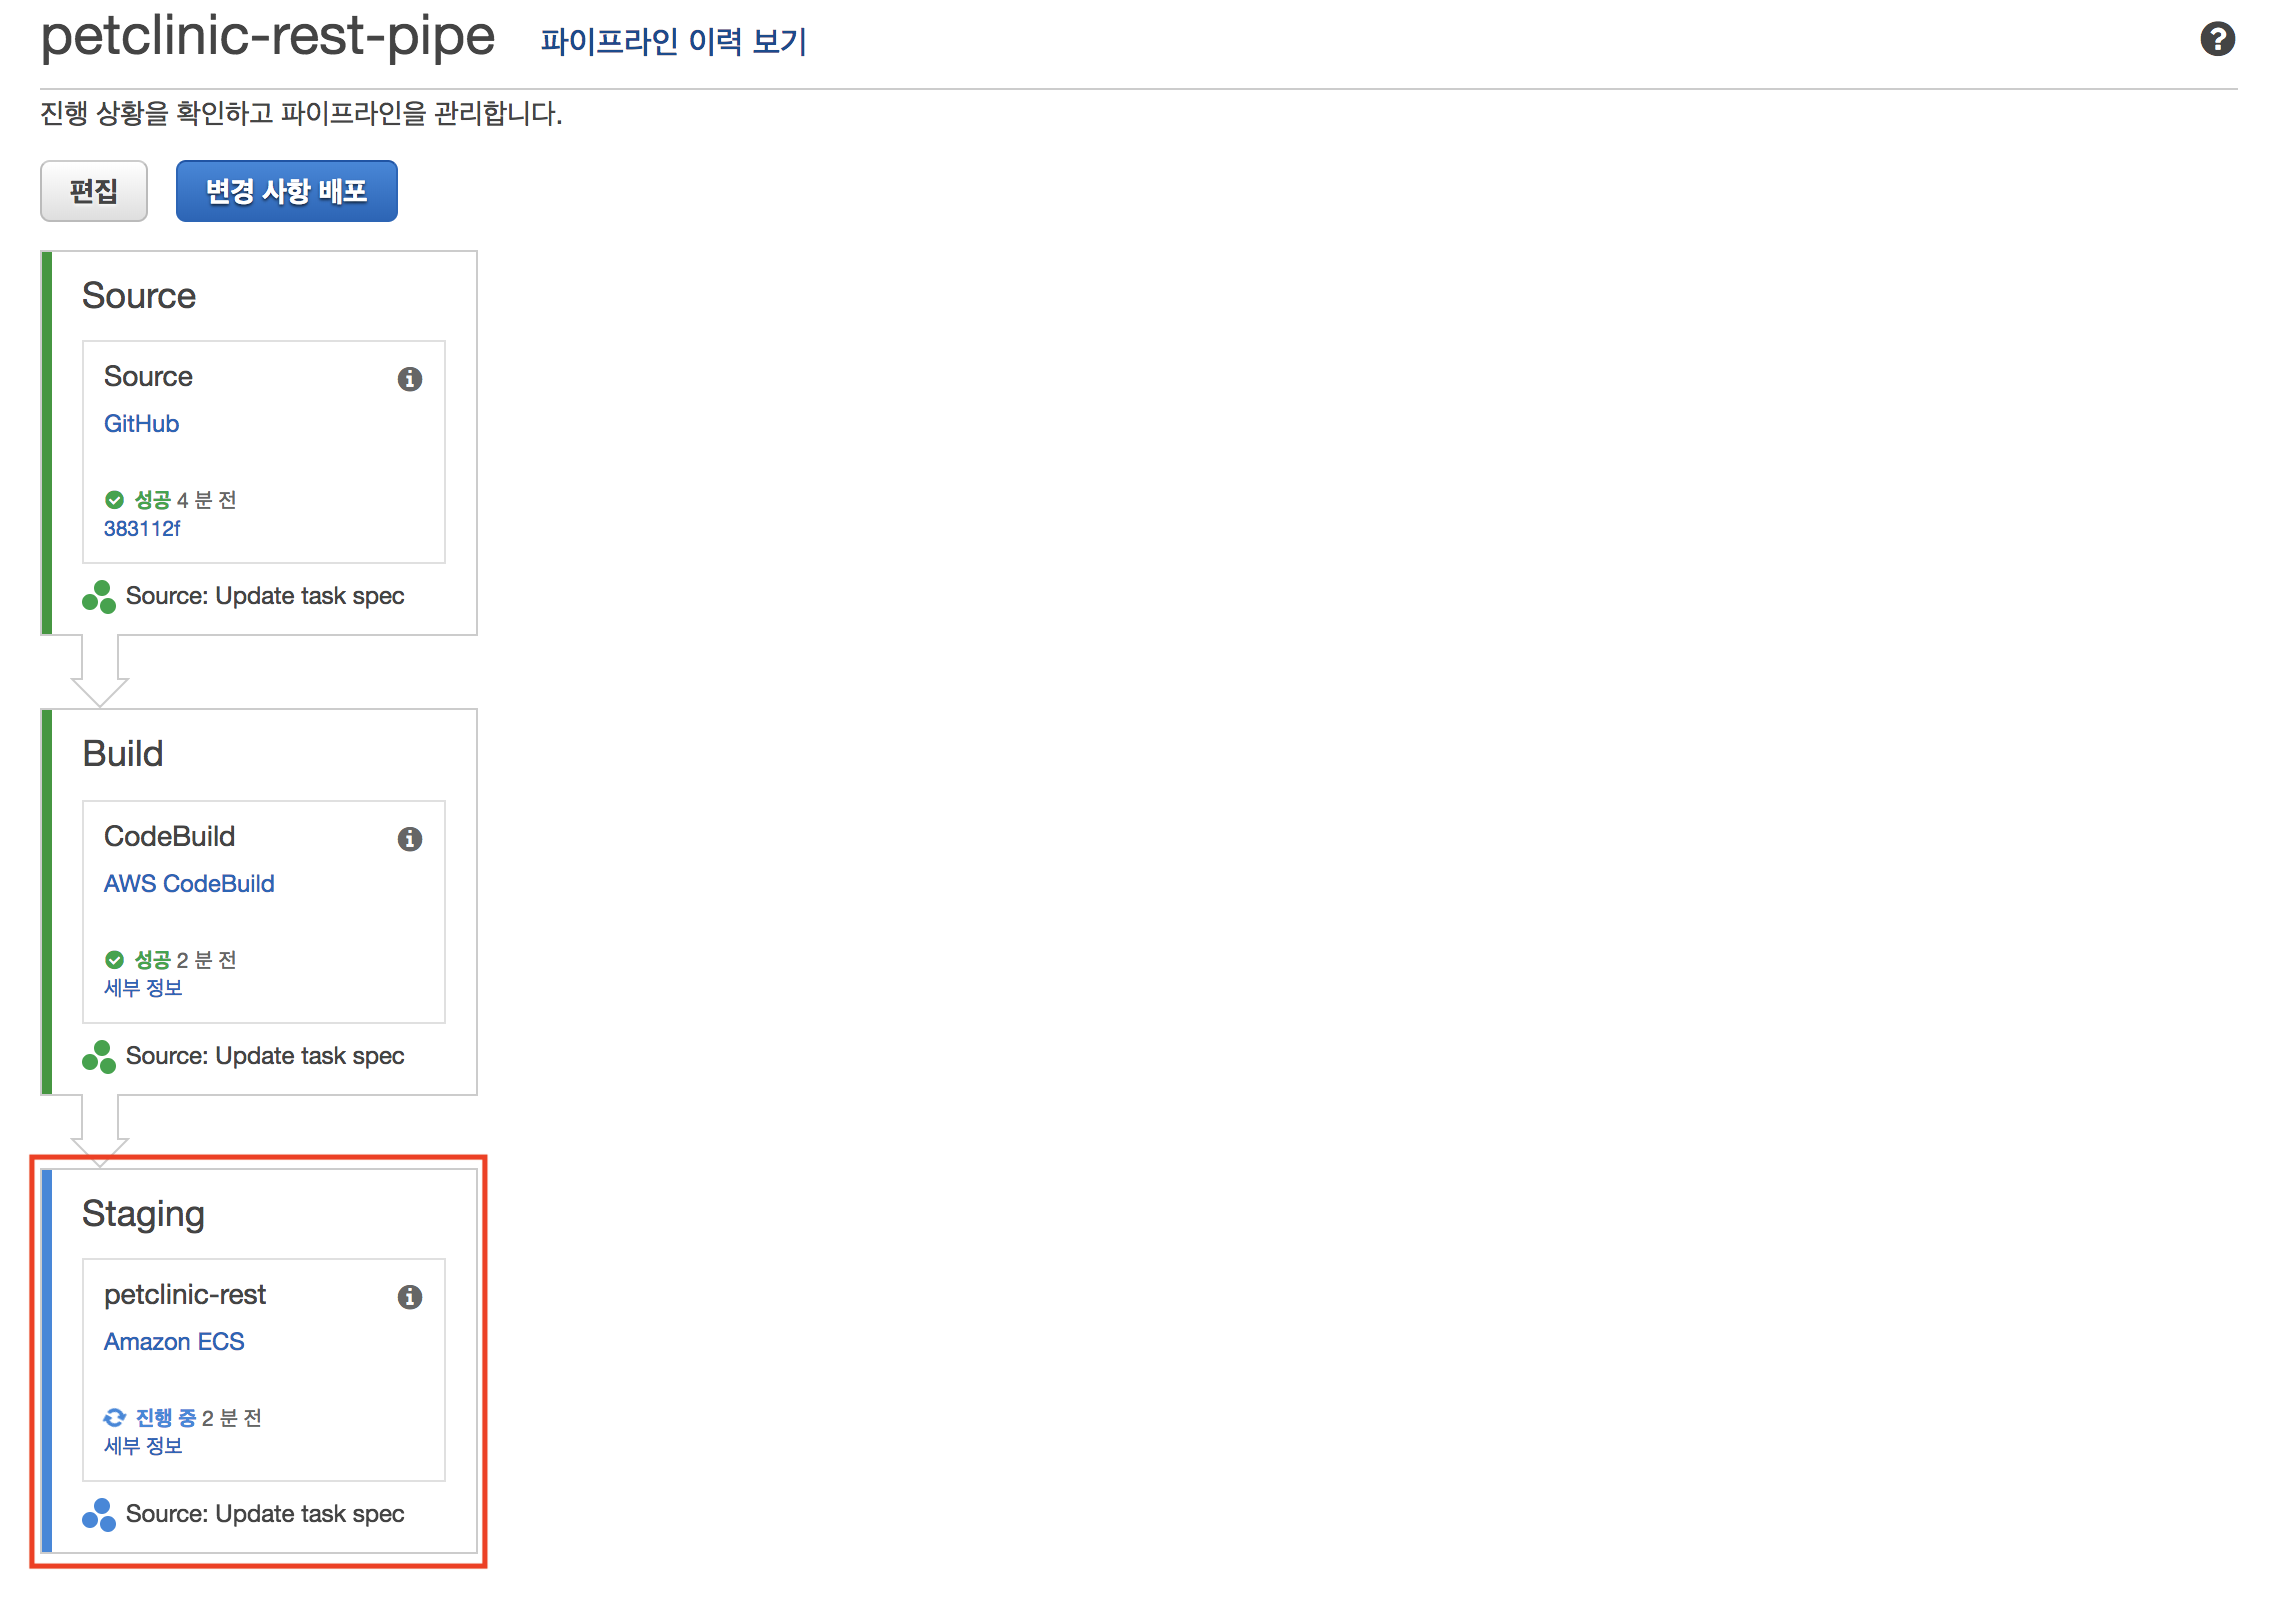 petclinic-rest-pipe 파이프라인 이력 보기
진행 상황을 확인하고 파이프라인을 관리합니다.
편집 변경 사항 배포
Source
Source
GitHub
성공 4 분 전
383112f
Source: Update task spec
Build
CodeBuild
AWS CodeBuild
성공 2 분 전
세부 정보
Source: Update task spec
Staging
petclinic-rest
Amazon ECS
진행 중 2 분 전
세부 정보
Source: Update task spec